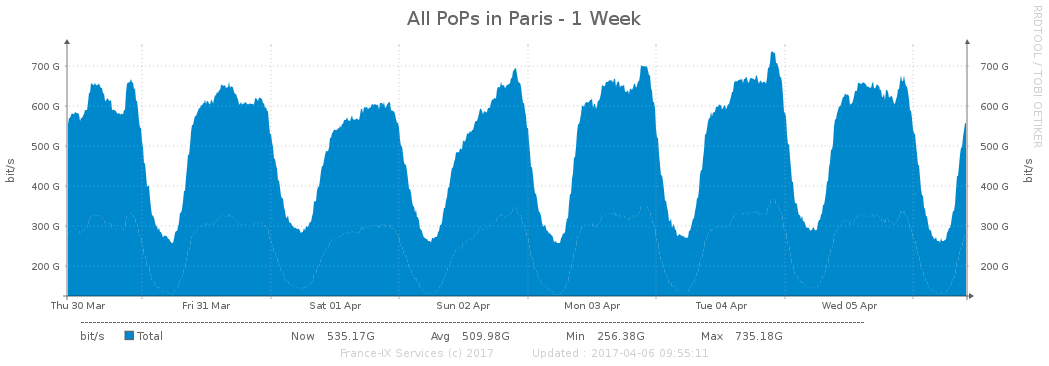 All PoPs in Paris - 1 Week
RRDTOOL / TOBI OETIKER
bit/s
700 G
600 G
500 G
400 G
300 G
200 G
700 G
600 G
500 G
400 G
300 G
200 G
bit/s
Thu 30 Mar Fri 31 Mar Sat 01 Apr Sun 02 Apr Mon 03 Apr Tue 04 Apr Wed 05 Apr
bit/s Total Now 535.17G Avg 509.98G Min 256.38G Max 735.18G
France-IX Services (c) 2017 Updated : 2017-04-06 09:55:11